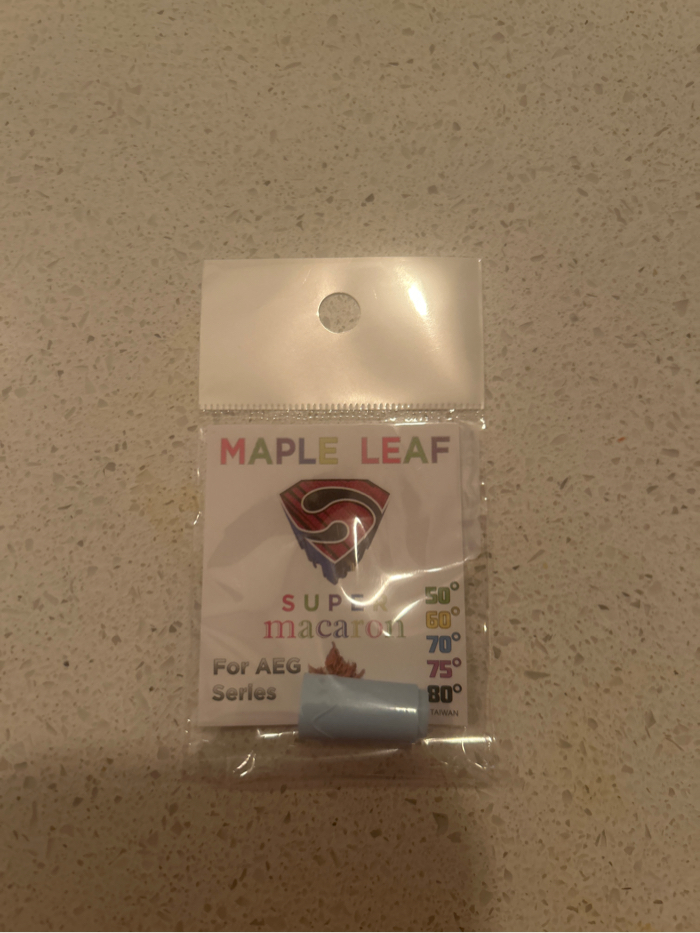 MAPLE LEAF
SUPER
macaron
50°
60°
70°
75°
80°
For AEG
Series
TAIWAN